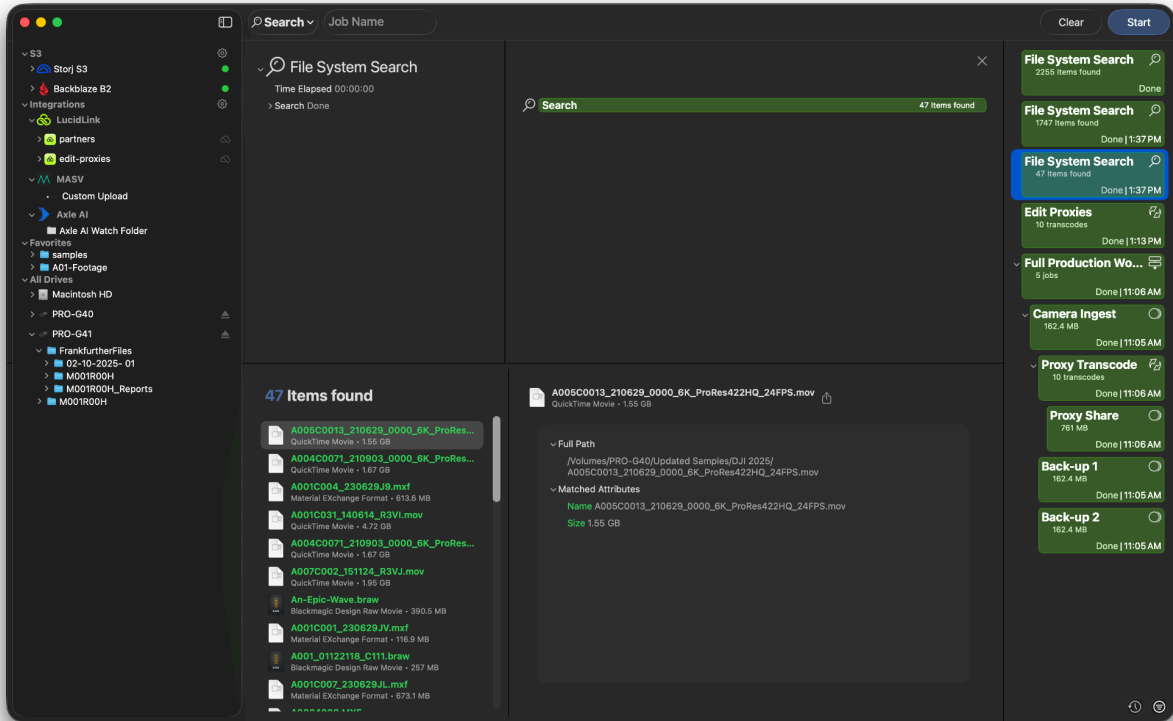 Search
Job Name
Clear
Start
S3
Storj S3
Backblaze B2
Integrations
LucidLink
partners
edit-proxies
MASV
Custom Upload
Axle AI
Axle AI Watch Folder
Favorites
samples
A01-Footage
All Drives
Macintosh HD
PRO-G40
PRO-G41
FrankfurtherFiles
02-10-2025- 01
M001R00H
M001R00H_Reports
M001R00H
File System Search
Time Elapsed 00:00:00
Search Done
Search 47 Items found
47 Items found
A005C0013_210629_0000_6K_ProRes...
QuickTime Movie • 1.55 GB
A004C0071_210903_0000_6K_ProRes...
QuickTime Movie • 1.67 GB
A001C004_230629J9.mxf
Material EXchange Format • 613.6 MB
A001C031_140614_R3VI.mov
QuickTime Movie • 4.72 GB
A004C0071_210903_0000_6K_ProRes...
QuickTime Movie • 1.67 GB
A007C002_151124_R3VJ.mov
QuickTime Movie • 1.95 GB
An-Epic-Wave.braw
Blackmagic Design Raw Movie • 390.5 MB
A001C001_230629JV.mxf
Material EXchange Format • 116.9 MB
A001_01122118_C111.braw
Blackmagic Design Raw Movie • 257 MB
A001C007_230629JL.mxf
Material EXchange Format • 673.1 MB
A005C0013_210629_0000_6K_ProRes422HQ_24FPS.mov
QuickTime Movie • 1.55 GB
Full Path
/Volumes/PRO-G40/Updated Samples/DJI 2025/
A005C0013_210629_0000_6K_ProRes422HQ_24FPS.mov
Matched Attributes
Name A005C0013_210629_0000_6K_ProRes422HQ_24FPS.mov
Size 1.55 GB
File System Search
2255 Items found
Done
File System Search
1747 Items found
Done | 1:37 PM
File System Search
47 Items found
Done | 1:37 PM
Edit Proxies
10 transcodes
Done | 1:13 PM
Full Production Wo...
5 jobs
Done | 11:06 AM
Camera Ingest
162.4 MB
Done | 11:05 AM
Proxy Transcode
10 transcodes
Done | 11:06 AM
Proxy Share
761 MB
Done | 11:06 AM
Back-up 1
162.4 MB
Done | 11:05 AM
Back-up 2
162.4 MB
Done | 11:05 AM